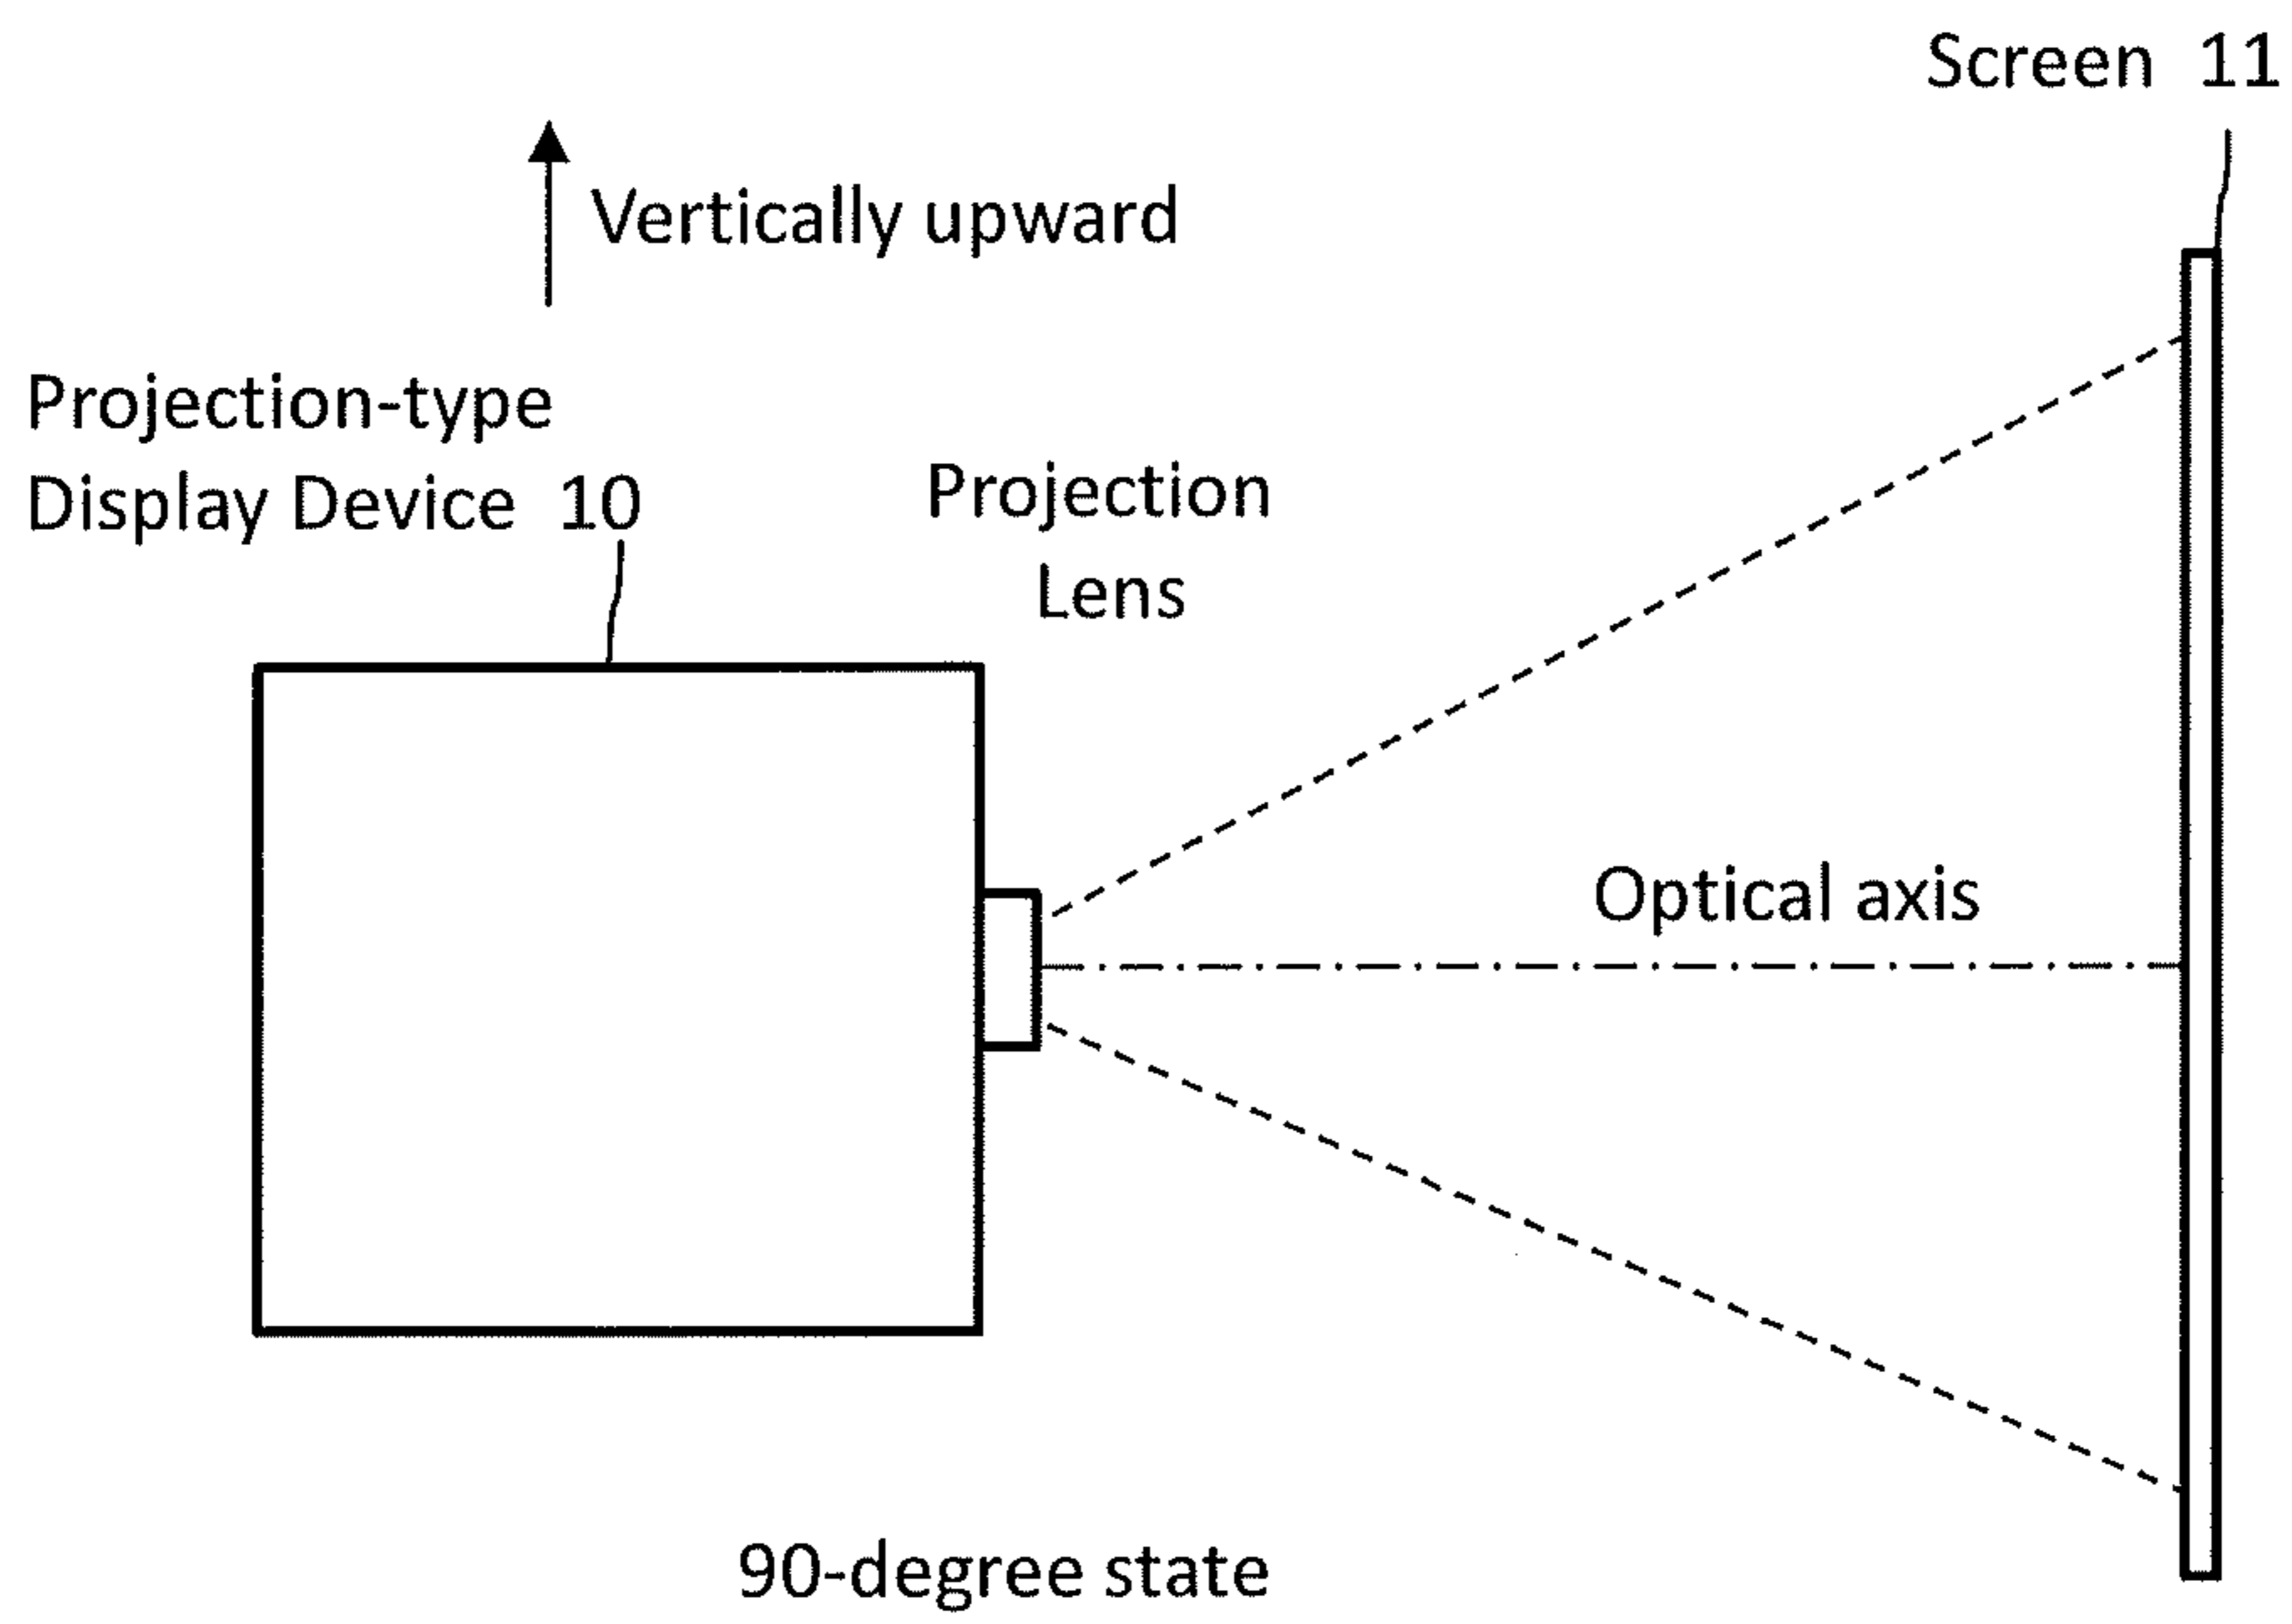 Screen 11
Vertically upward
Projection-type
Display Device 10
Projection
Lens
Optical axis
90-degree state